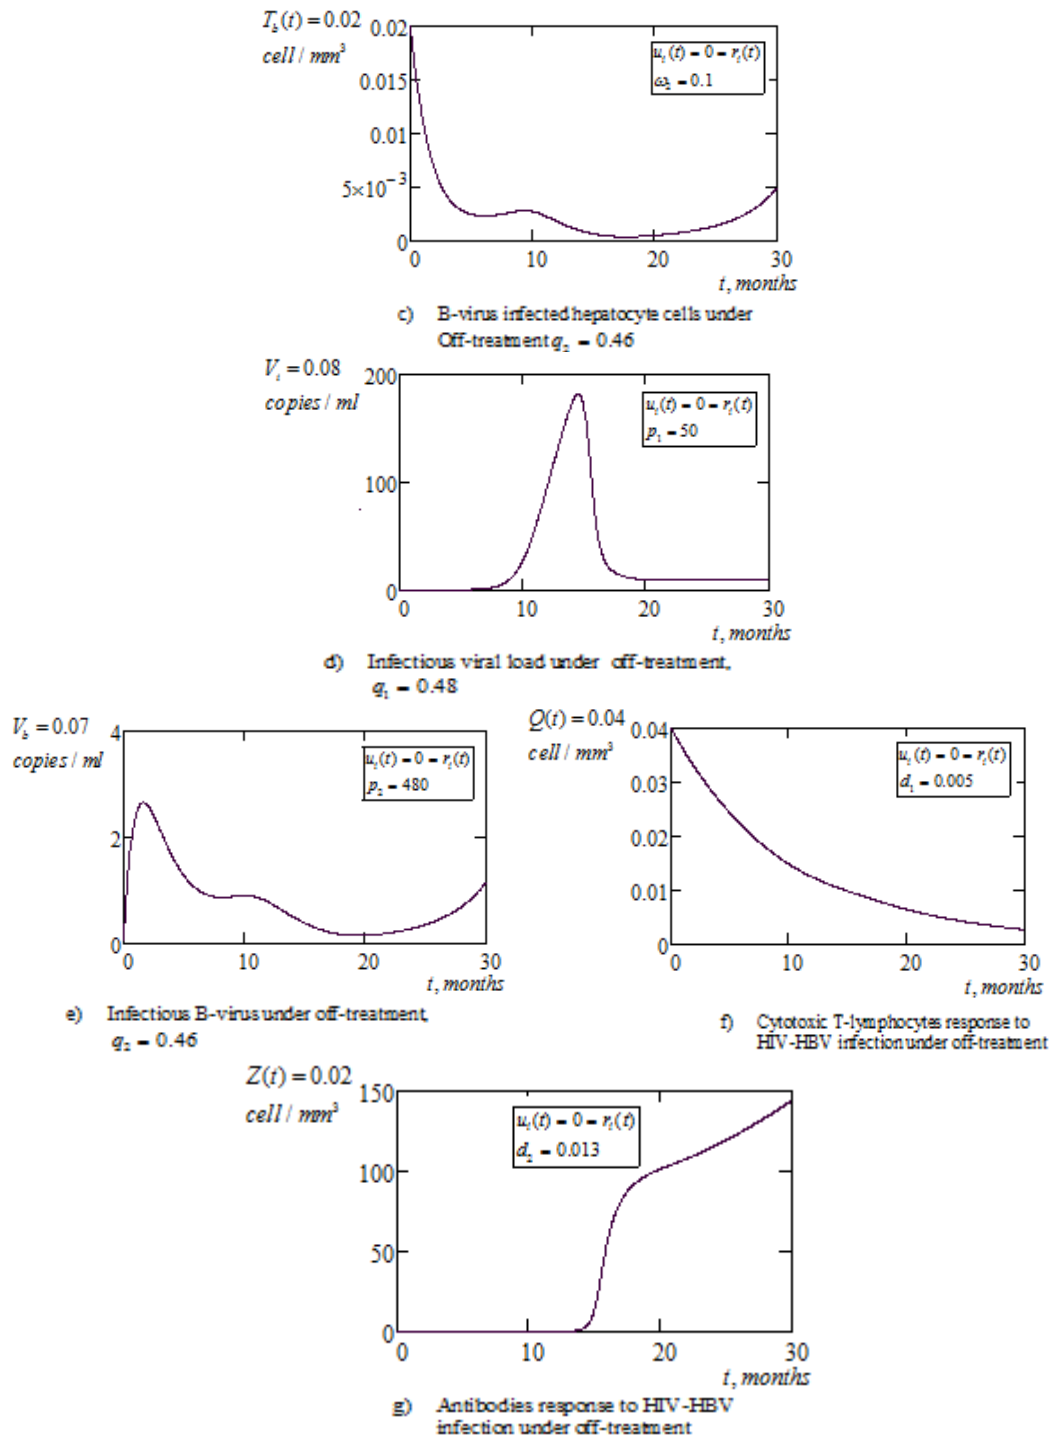 T_b(t) = 0.02
cell / mm³
0.02
0.015
0.01
5×10⁻³
0
u_i(t) = 0 = r_i(t)
ω₂ = 0.1
0 10 20 30
t, months
c) B-virus infected hepatocyte cells under
Off-treatment q₂ = 0.46
V_i = 0.08
copies / ml
200
100
0
u_i(t) = 0 = r_i(t)
p₁ = 50
0 10 20 30
t, months
d) Infectious viral load under off-treatment,
q₁ = 0.48
V_b = 0.07
copies / ml
4
2
0
u_i(t) = 0 = r_i(t)
p₂ = 480
0 10 20 30
t, months
e) Infectious B-virus under off-treatment,
q₂ = 0.46
Q(t) = 0.04
cell / mm³
0.04
0.03
0.02
0.01
0
u_i(t) = 0 = r_i(t)
d₁ = 0.005
0 10 20 30
t, months
f) Cytotoxic T-lymphocytes response to
HIV-HBV infection under off-treatment
Z(t) = 0.02
cell / mm³
150
100
50
0
u_i(t) = 0 = r_i(t)
d₂ = 0.013
0 10 20 30
t, months
g) Antibodies response to HIV-HBV
infection under off-treatment